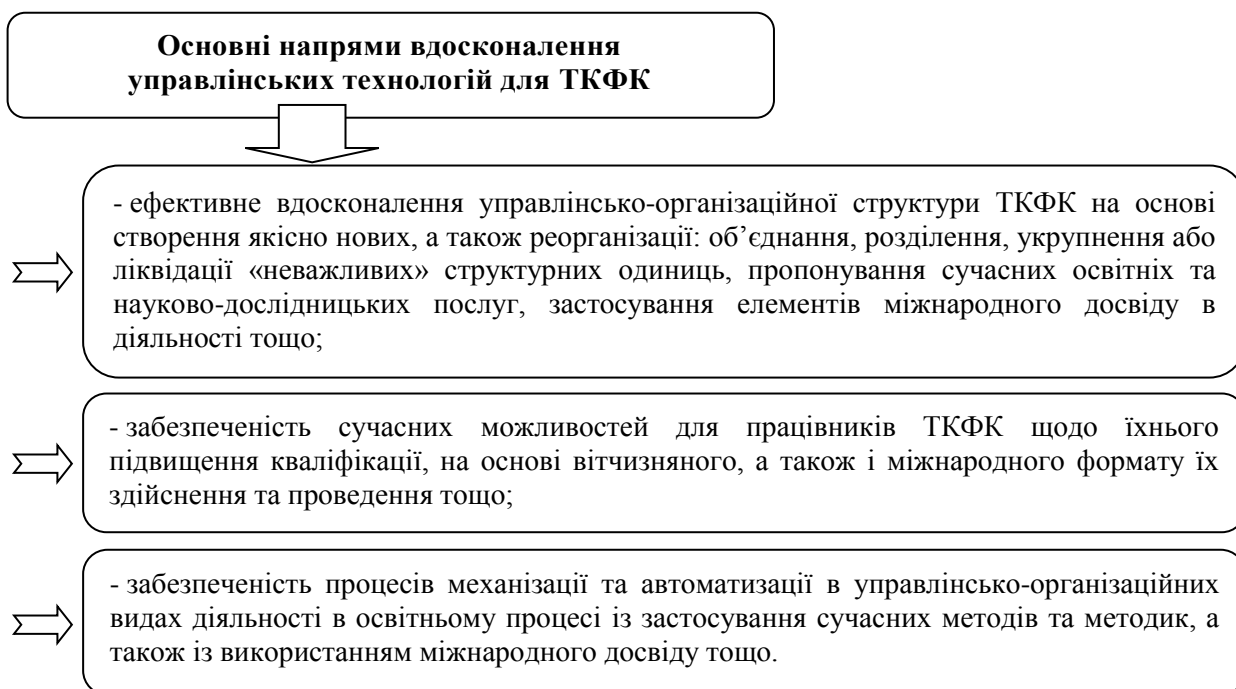 Основні напрями вдосконалення
управлінських технологій для ТКФК
- ефективне вдосконалення управлінсько-організаційної структури ТКФК на основі
створення якісно нових, а також реорганізації: об’єднання, розділення, укрупнення або
ліквідації «неважливих» структурних одиниць, пропонування сучасних освітніх та
науково-дослідницьких послуг, застосування елементів міжнародного досвіду в
діяльності тощо;
- забезпеченість сучасних можливостей для працівників ТКФК щодо їхнього
підвищення кваліфікації, на основі вітчизняного, а також і міжнародного формату їх
здійснення та проведення тощо;
- забезпеченість процесів механізації та автоматизації в управлінсько-організаційних
видах діяльності в освітньому процесі із застосування сучасних методів та методик, а
також із використанням міжнародного досвіду тощо.